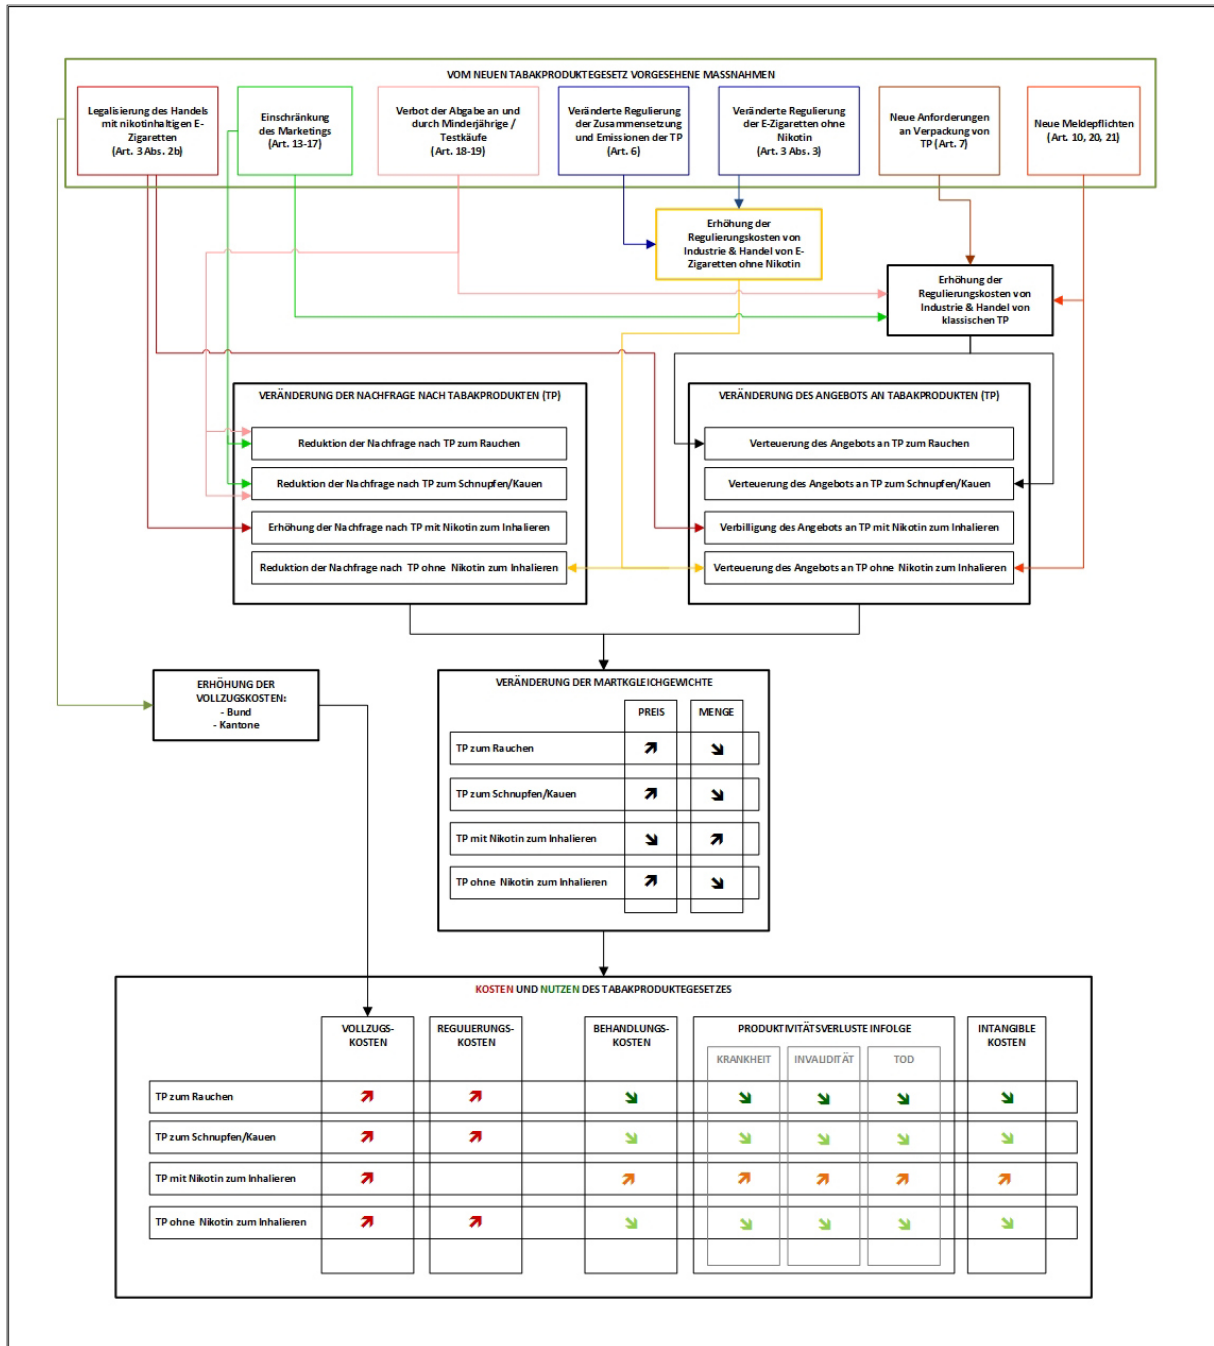 VOM NEUEN TABAKPRODUKTEGESETZ VORGESEHENE MASSNAHMEN
Legalisierung des Handels
mit nikotinhaltigen E-
Zigaretten
(Art. 3 Abs. 2b)
Einschränkung
des Marketings
(Art. 13-17)
Verbot der Abgabe an und
durch Minderjährige /
Testkäufe
(Art. 18-19)
Veränderte Regulierung
der Zusammensetzung
und Emissionen der TP
(Art. 6)
Veränderte Regulierung
der E-Zigaretten ohne
Nikotin
(Art. 3 Abs. 3)
Neue Anforderungen
an Verpackung von
TP (Art. 7)
Neue Meldepflichten
(Art. 10, 20, 21)
Erhöhung der
Regulierungskosten von
Industrie & Handel von E-
Zigaretten ohne Nikotin
Erhöhung der
Regulierungskosten von
Industrie & Handel von
klassischen TP
VERÄNDERUNG DER NACHFRAGE NACH TABAKPRODUKTEN (TP)
Reduktion der Nachfrage nach TP zum Rauchen
Reduktion der Nachfrage nach TP zum Schnupfen/Kauen
Erhöhung der Nachfrage nach TP mit Nikotin zum Inhalieren
Reduktion der Nachfrage nach TP ohne Nikotin zum Inhalieren
VERÄNDERUNG DES ANGEBOTS AN TABAKPRODUKTEN (TP)
Verteuerung des Angebots an TP zum Rauchen
Verteuerung des Angebots an TP zum Schnupfen/Kauen
Verbilligung des Angebots an TP mit Nikotin zum Inhalieren
Verteuerung des Angebots an TP ohne Nikotin zum Inhalieren
ERHÖHUNG DER
VOLLZUGSKOSTEN:
- Bund
- Kantone
VERÄNDERUNG DER MARTKGLEICHGEWICHTE
PREIS MENGE
TP zum Rauchen
TP zum Schnupfen/Kauen
TP mit Nikotin zum Inhalieren
TP ohne Nikotin zum Inhalieren
KOSTEN UND NUTZEN DES TABAKPRODUKTEGESETZES
VOLLZUGS-
KOSTEN
REGULIERUNGS-
KOSTEN
BEHANDLUNGS-
KOSTEN
PRODUKTIVITÄTSVERLUSTE INFOLGE
KRANKHEIT INVALIDITÄT TOD
INTANGIBLE
KOSTEN
TP zum Rauchen
TP zum Schnupfen/Kauen
TP mit Nikotin zum Inhalieren
TP ohne Nikotin zum Inhalieren